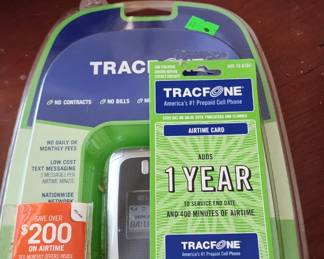 TRACFONE
NO CONTRACTS
NO BILLS
NO DAILY OR
MONTHLY FEES
LOW COST
TEXT MESSAGING
NATIONWIDE
NETWORK
SAVE OVER
$200
ON AIRTIME
TRACFONE
America's #1 Prepaid Cell Phone
AIRTIME CARD
ADDS
1 YEAR
TO SERVICE END DATE
AND 400 MINUTES OF AIRTIME
TRACFONE
America's #1 Prepaid Cell Phone